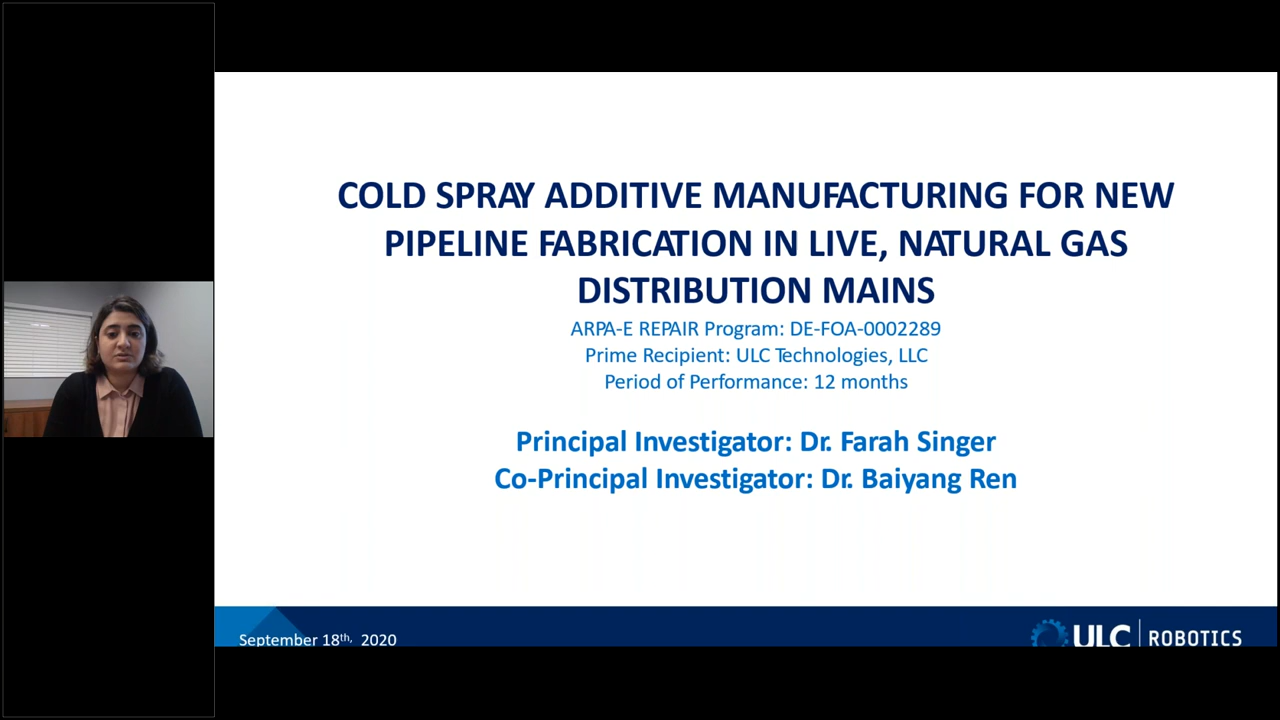 COLD SPRAY ADDITIVE MANUFACTURING FOR NEW
PIPELINE FABRICATION IN LIVE, NATURAL GAS
DISTRIBUTION MAINS
ARPA-E REPAIR Program: DE-FOA-0002289
Prime Recipient: ULC Technologies, LLC
Period of Performance: 12 months
Principal Investigator: Dr. Farah Singer
Co-Principal Investigator: Dr. Baiyang Ren
September 18th, 2020
ULC ROBOTICS